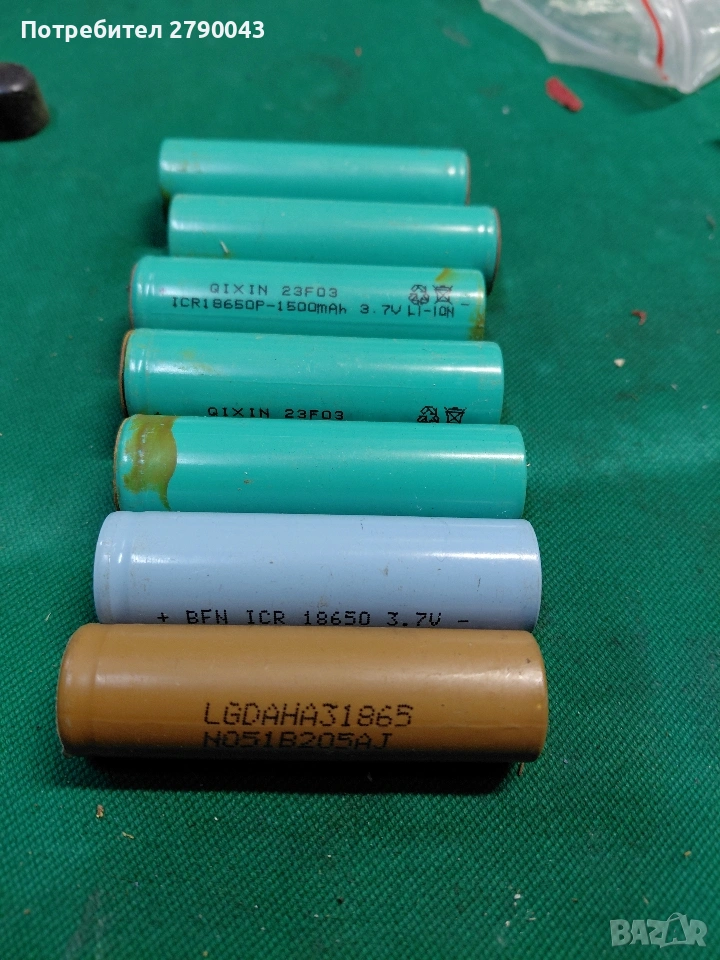 Потребител 2790043
QIXIN 23F03
ICR18650P-1500mAh 3.7V LI-ION -
QIXIN 23F03
+ BFN ICR 18650 3.7V -
LGDAHA31865
N051B205AJ
BAZAR